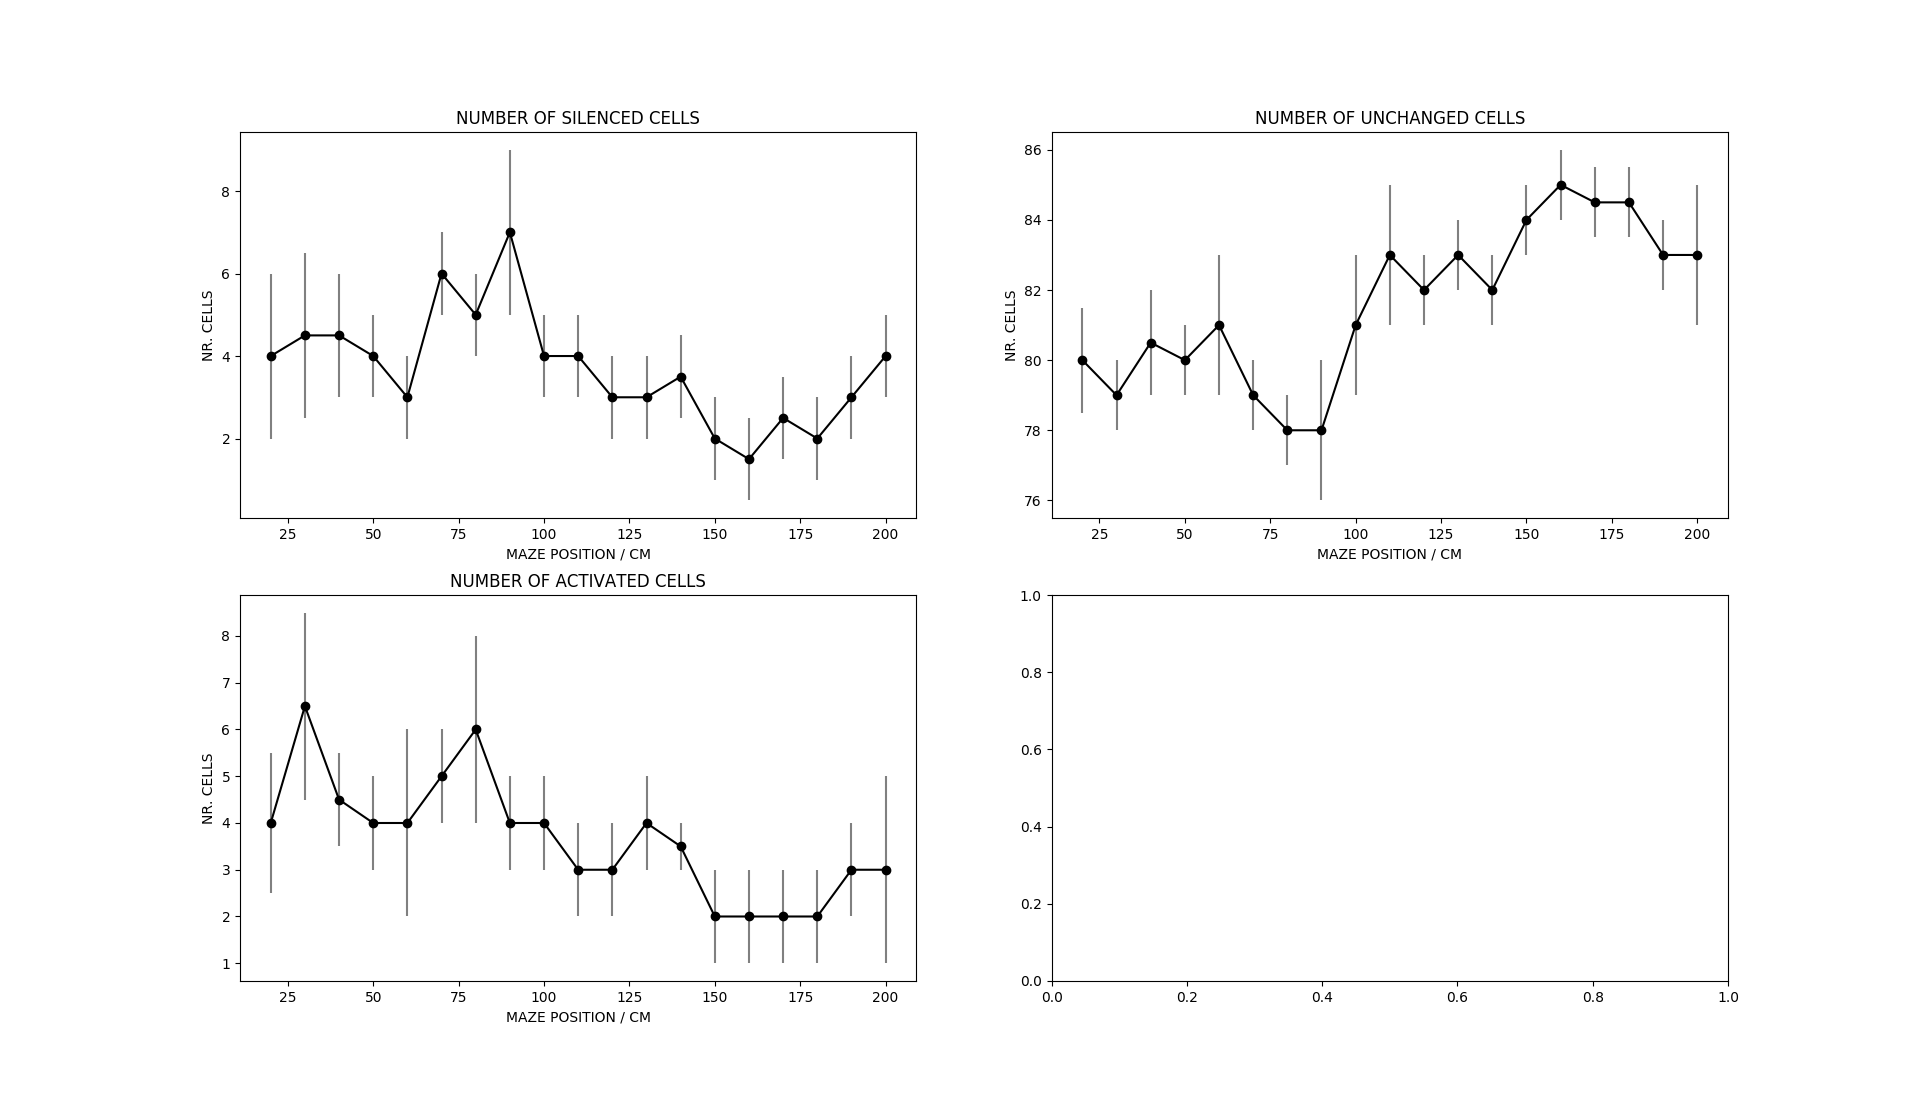 NUMBER OF SILENCED CELLS
8
6
4
2
NR. CELLS
25 50 75 100 125 150 175 200
MAZE POSITION / CM
NUMBER OF UNCHANGED CELLS
86
84
82
80
78
76
NR. CELLS
25 50 75 100 125 150 175 200
MAZE POSITION / CM
NUMBER OF ACTIVATED CELLS
8
7
6
5
4
3
2
1
NR. CELLS
25 50 75 100 125 150 175 200
MAZE POSITION / CM
1.0
0.8
0.6
0.4
0.2
0.0
0.0 0.2 0.4 0.6 0.8 1.0